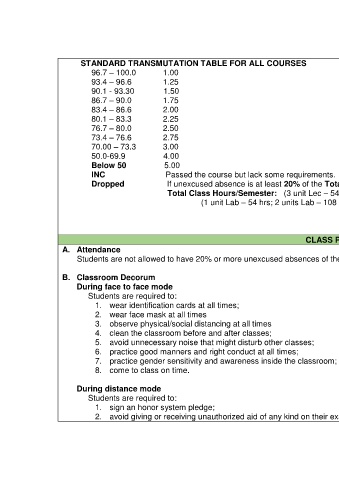 STANDARD TRANSMUTATION TABLE FOR ALL COURSES
96.7 – 100.0 1.00
93.4 – 96.6 1.25
90.1 - 93.30 1.50
86.7 – 90.0 1.75
83.4 – 86.6 2.00
80.1 – 83.3 2.25
76.7 – 80.0 2.50
73.4 – 76.6 2.75
70.00 – 73.3 3.00
50.0-69.9 4.00
Below 50 5.00
INC Passed the course but lack some requirements.
Dropped If unexcused absence is at least 20% of the Tota
Total Class Hours/Semester: (3 unit Lec – 54
(1 unit Lab – 54 hrs; 2 units Lab – 108
CLASS P
A. Attendance
Students are not allowed to have 20% or more unexcused absences of the
B. Classroom Decorum
During face to face mode
Students are required to:
1. wear identification cards at all times;
2. wear face mask at all times
3. observe physical/social distancing at all times
4. clean the classroom before and after classes;
5. avoid unnecessary noise that might disturb other classes;
6. practice good manners and right conduct at all times;
7. practice gender sensitivity and awareness inside the classroom;
8. come to class on time.
During distance mode
Students are required to:
1. sign an honor system pledge;
2. avoid giving or receiving unauthorized aid of any kind on their ex